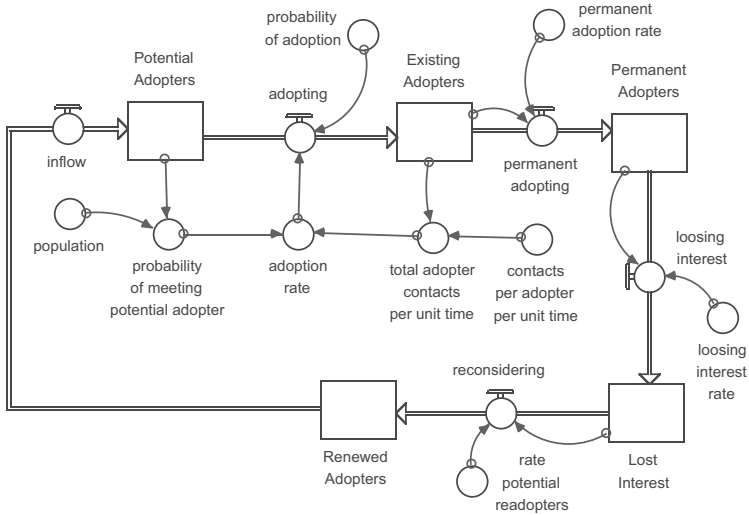 probability
of adoption
permanent
adoption rate
Potential
Adopters
Existing
Adopters
Permanent
Adopters
adopting
inflow
permanent
adopting
population
probability
of meeting
potential adopter
adoption
rate
total adopter
contacts
per unit time
contacts
per adopter
per unit time
loosing
interest
loosing
interest
rate
reconsidering
Renewed
Adopters
rate
potential
readopters
Lost
Interest